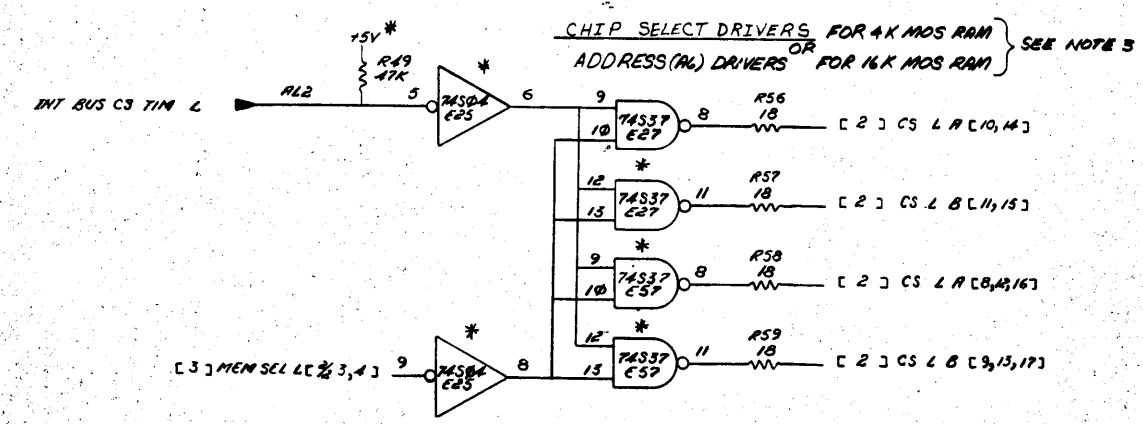 CHIP SELECT DRIVERS FOR 4K MOS RAM
OR
ADDRESS (A6) DRIVERS FOR 16K MOS RAM
SEE NOTE 3
+5V *
R49
47K
INT BUS C3 TIM L
AL2
5
*
74S04
E25
6
9
10
74S37
E27
8
R56
18
[ 2 ] CS L A [10, 14]
*
12
13
74S37
E27
11
R57
18
[ 2 ] CS L B [11, 15]
*
9
10
74S37
E57
8
R58
18
[ 2 ] CS L A [8,12,16]
*
12
13
74S37
E57
11
R59
18
[ 2 ] CS L B [9,13,17]
[3] MEM SEL L [ 3, 4 ]
9
*
74S04
E25
8